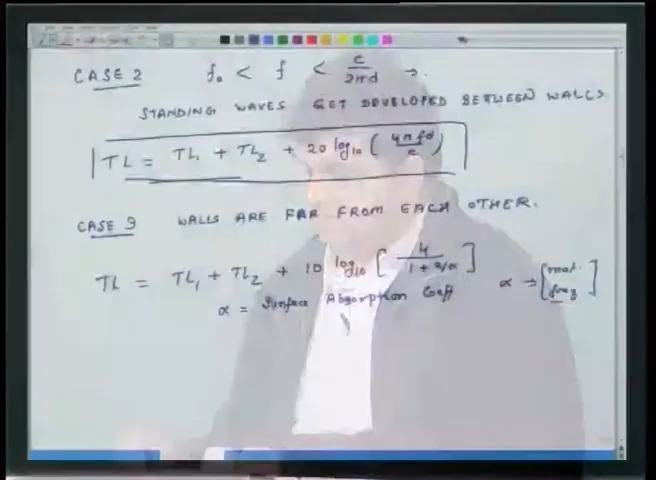 CASE 2 f₀ < f < c/2πd →
STANDING WAVES GET DEVELOPED BETWEEN WALLS
TL = TL₁ + TL₂ + 20 log₁₀ ( 4πfd/c )
CASE 3 WALLS ARE FAR FROM EACH OTHER.
TL = TL₁ + TL₂ + 10 log₁₀ [ 4/(1 + 2/α) ]
α = Surface Absorption Coeff α → [mat. freq]